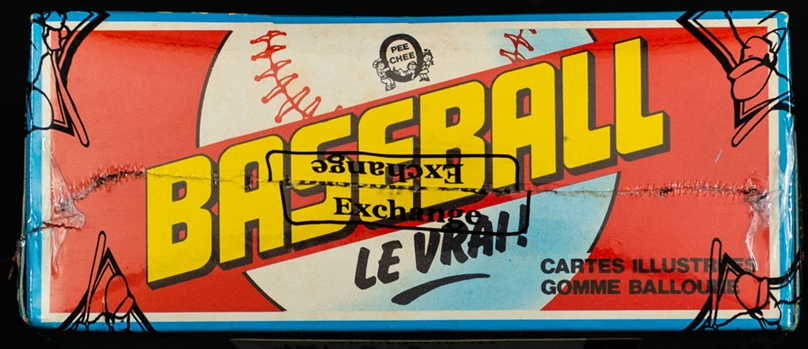 PEE
CHEE
BASEBALL
Exchange
Exchange
LE VRAI!
CARTES ILLUSTRÉES
GOMME BALLOUNE